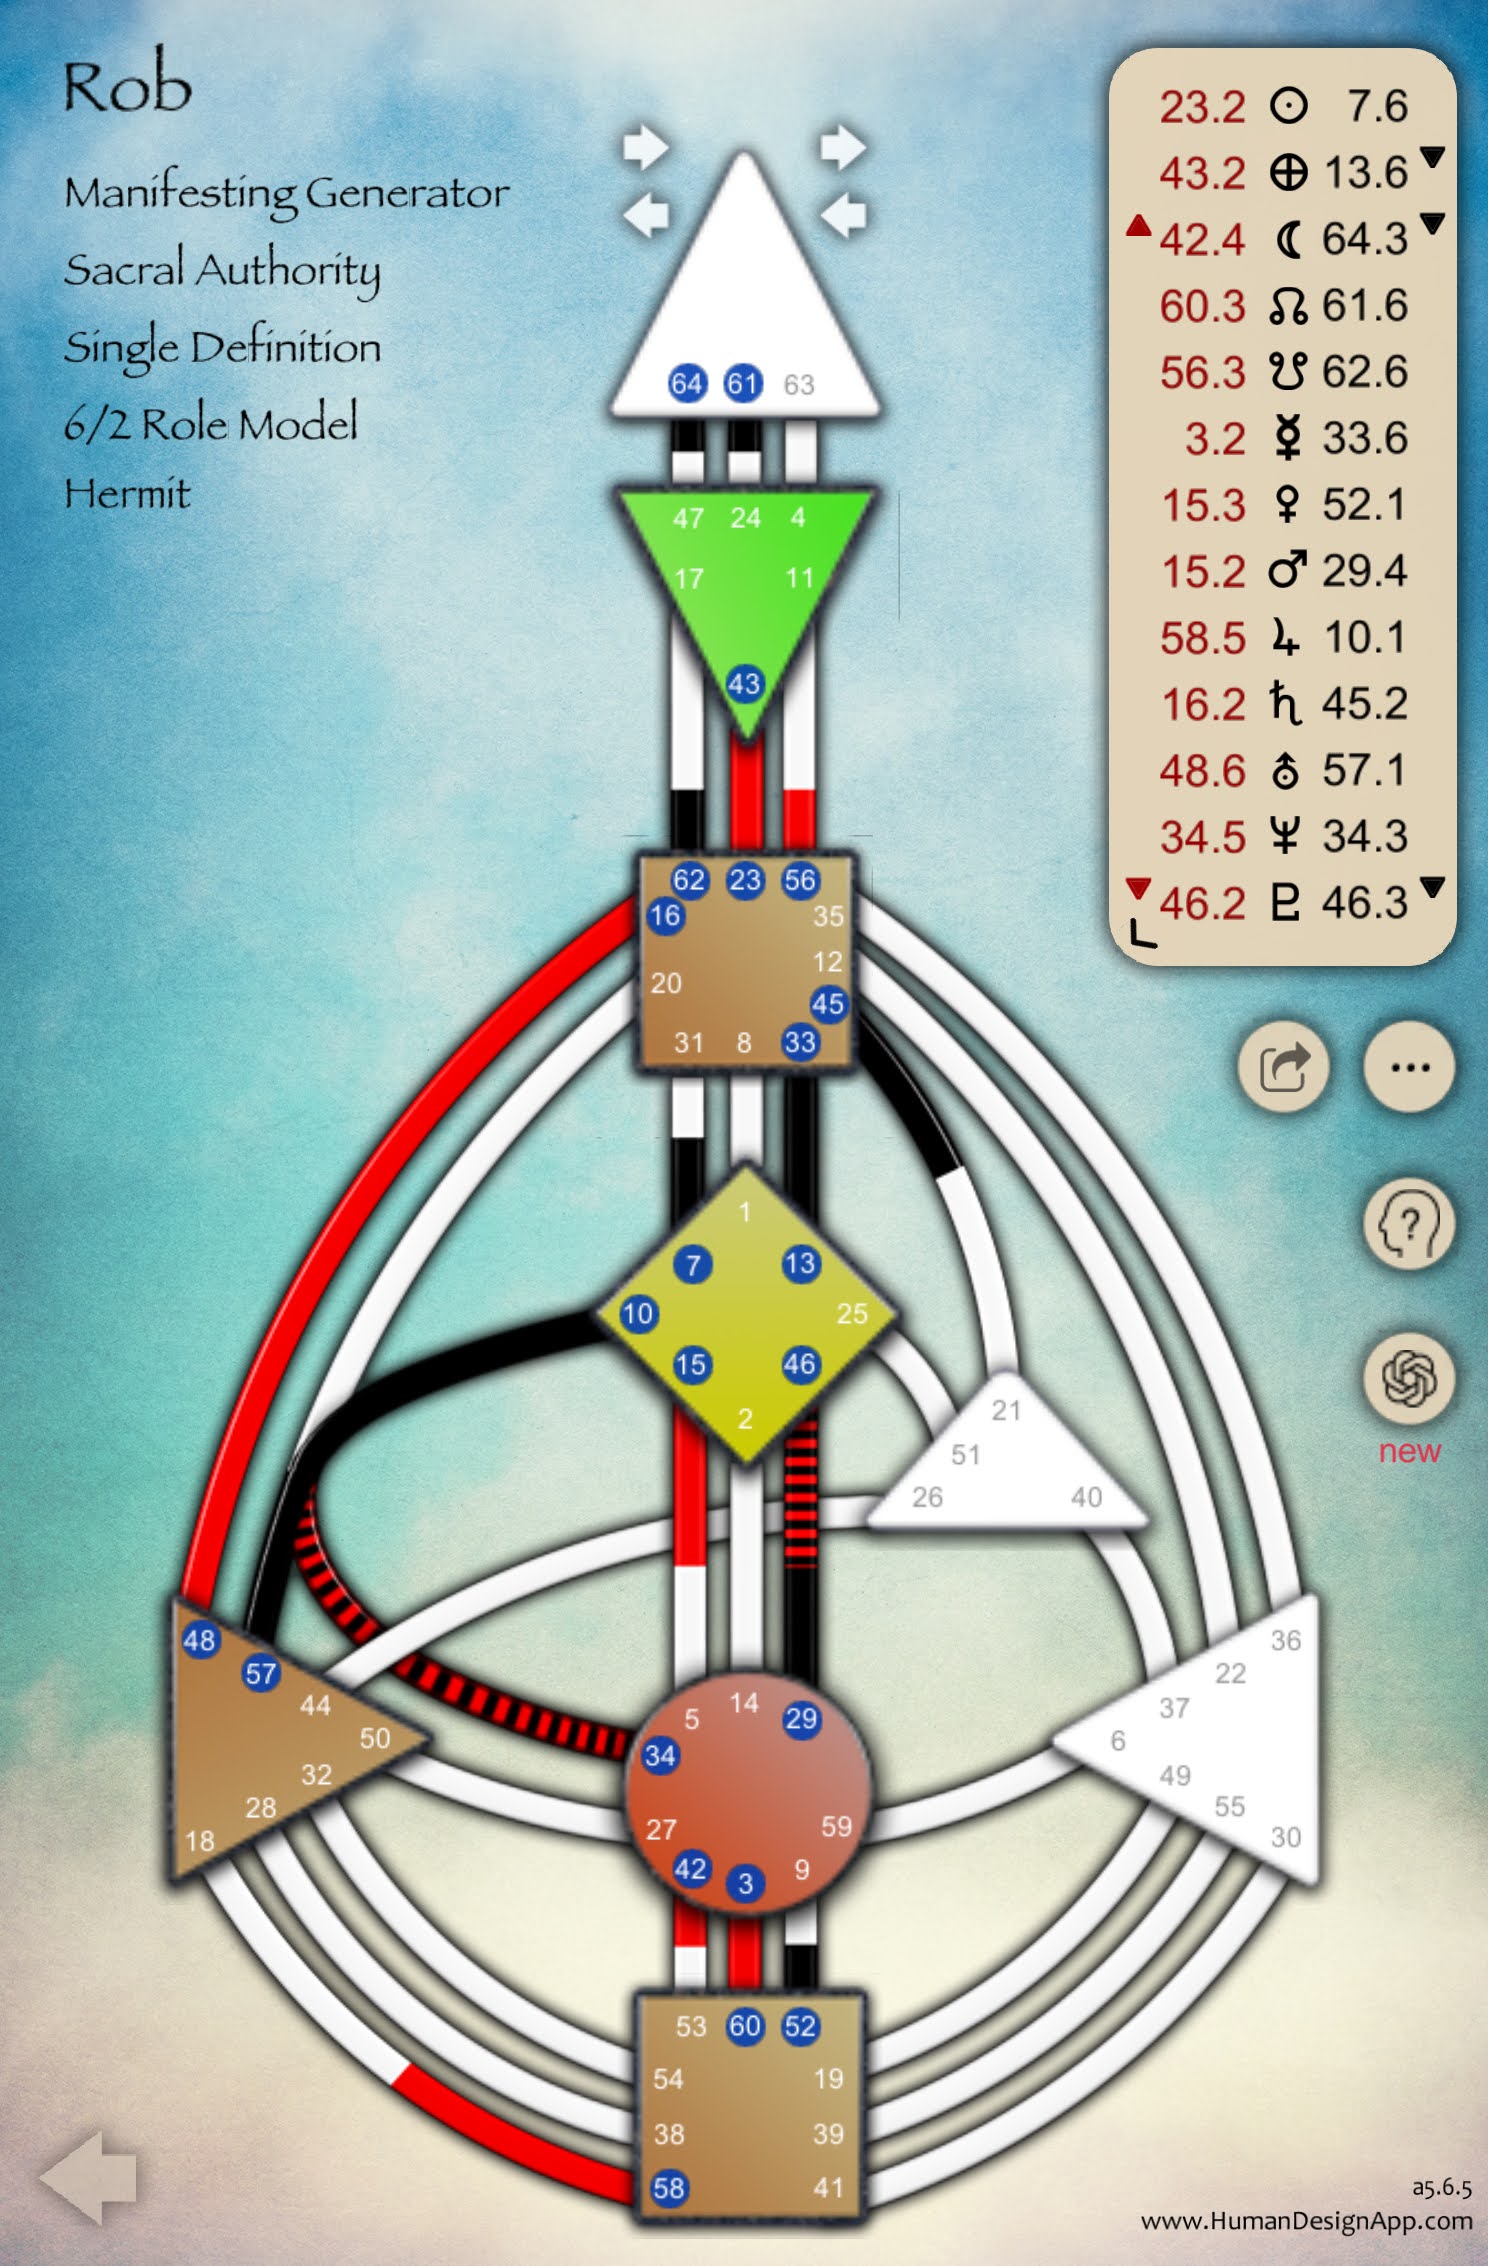 Rob
Manifesting Generator
Sacral Authority
Single Definition
6/2 Role Model
Hermit
23.2 ☉ 7.6
43.2 ⊕ 13.6 ▼
▲ 42.4 ☾ 64.3 ▼
60.3 ☊ 61.6
56.3 ☋ 62.6
3.2 ☿ 33.6
15.3 ♀ 52.1
15.2 ♂ 29.4
58.5 ♃ 10.1
16.2 ♄ 45.2
48.6 ⛢ 57.1
34.5 ♆ 34.3
▼ 46.2 ♇ 46.3 ▼
L
64 61 63
47 24 4
17 11
43
62 23 56
16 35
12
20 45
31 8 33
1
7 13
10 25
15 46
2
21
51
26 40
48
57
44
50
32
28
18
36
22
37
6
49
55
30
5 14 29
34
27 59
42 3 9
53 60 52
54 19
38 39
58 41
...
?
new
a5.6.5
www.HumanDesignApp.com